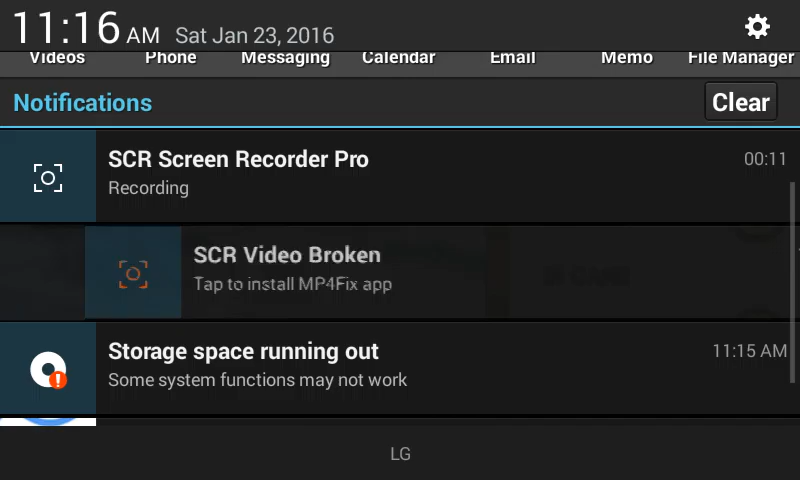 11:16 AM Sat Jan 23, 2016
Videos Phone Messaging Calendar Email Memo File Manager
Notifications Clear
SCR Screen Recorder Pro 00:11
Recording
SCR Video Broken
Tap to install MP4Fix app
Storage space running out 11:15 AM
Some system functions may not work
LG